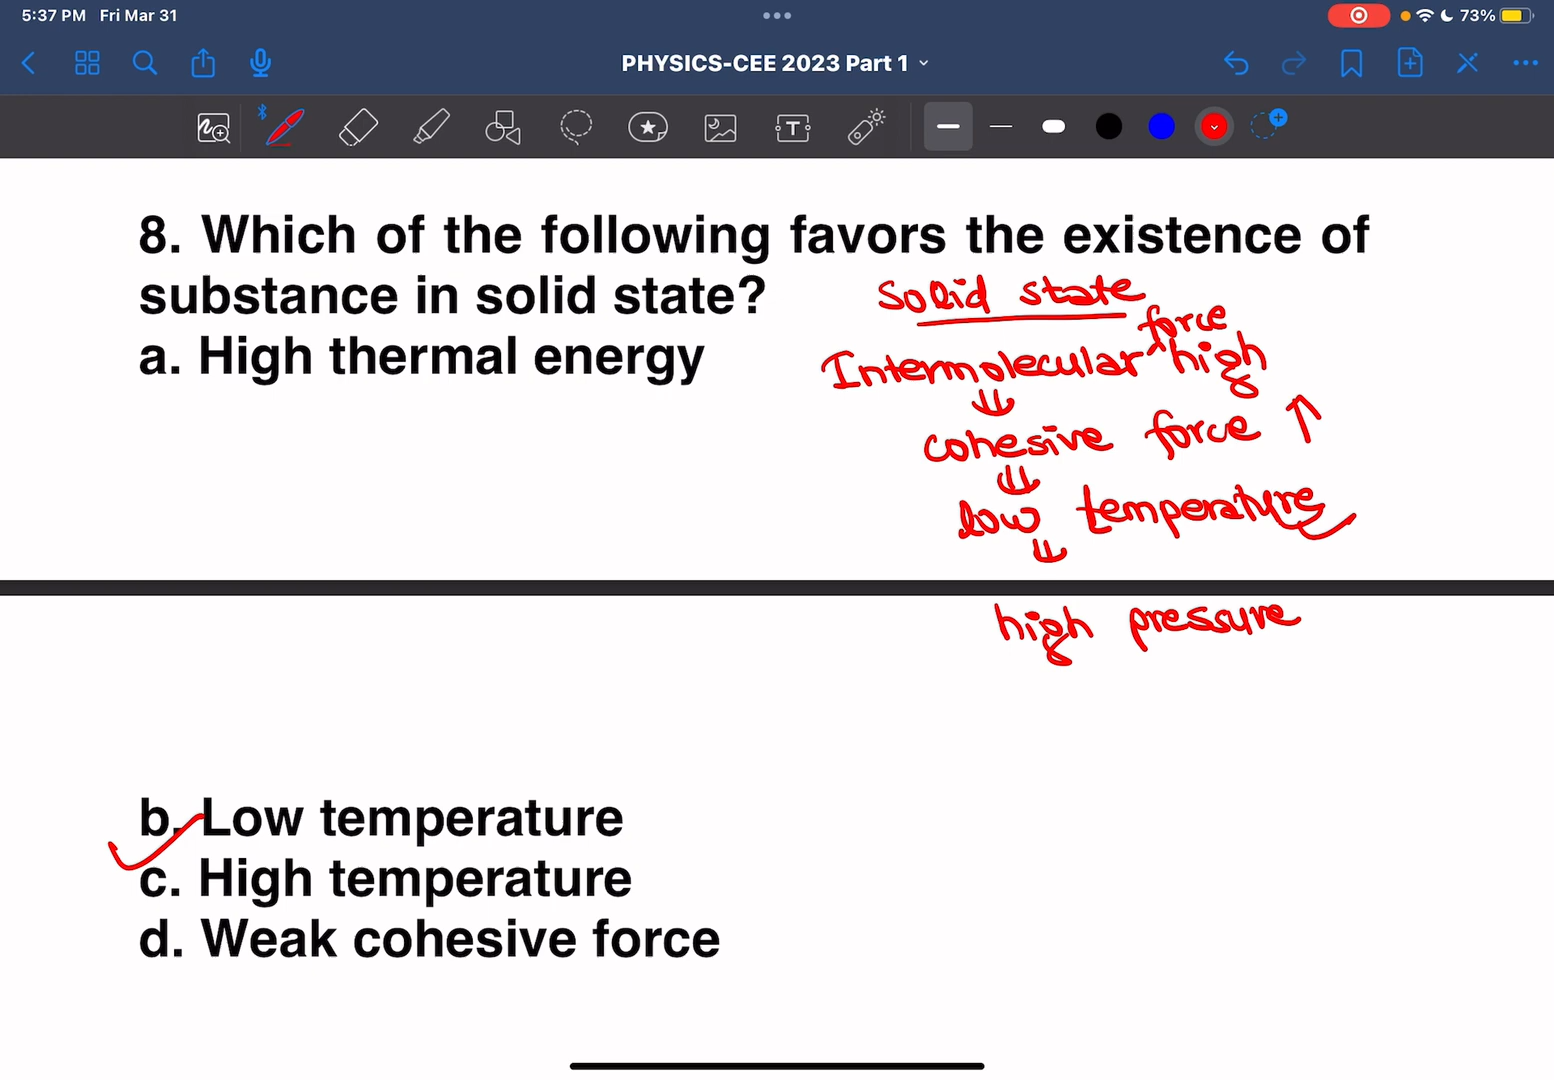 5:37 PM Fri Mar 31
73%
PHYSICS-CEE 2023 Part 1
8. Which of the following favors the existence of
substance in solid state?
a. High thermal energy
Solid state
force
Intermolecular high
cohesive force ↑
low temperature
high pressure
b. Low temperature
c. High temperature
d. Weak cohesive force